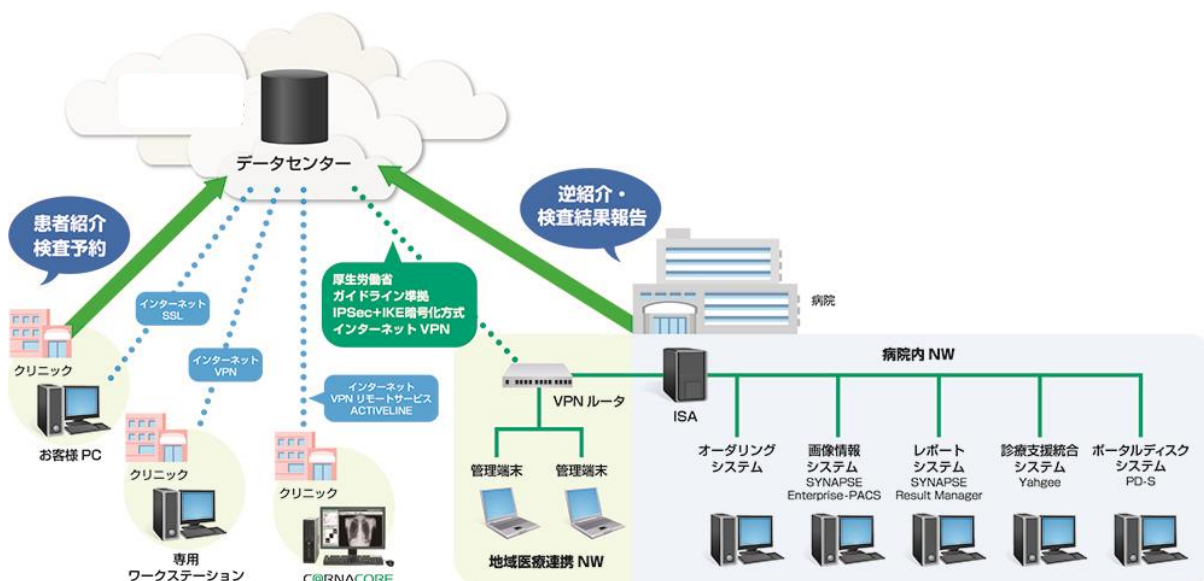 データセンター
患者紹介
検査予約
逆紹介・
検査結果報告
厚生労働省
ガイドライン準拠
IPSec+IKE暗号化方式
インターネット VPN
病院
インターネット
SSL
インターネット
VPN
インターネット
VPN リモートサービス
ACTIVELINE
クリニック
お客様 PC
クリニック
専用
ワークステーション
クリニック
C@RNACORE
VPN ルータ
管理端末
管理端末
地域医療連携 NW
病院内 NW
ISA
オーダリング
システム
画像情報
システム
SYNAPSE
Enterprise-PACS
レポート
システム
SYNAPSE
Result Manager
診療支援統合
システム
Yahgee
ポータルディスク
システム
PD-S